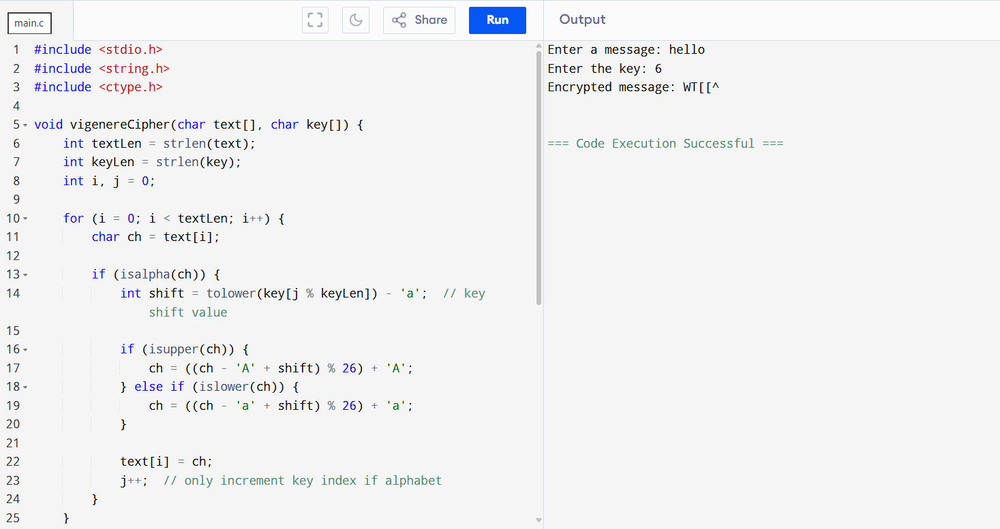 main.c
Share
Run
Output
1 #include <stdio.h>
2 #include <string.h>
3 #include <ctype.h>
4
5 void vigenereCipher(char text[], char key[]) {
6     int textLen = strlen(text);
7     int keyLen = strlen(key);
8     int i, j = 0;
9
10     for (i = 0; i < textLen; i++) {
11         char ch = text[i];
12
13         if (isalpha(ch)) {
14             int shift = tolower(key[j % keyLen]) - 'a';  // key
                shift value
15
16             if (isupper(ch)) {
17                 ch = ((ch - 'A' + shift) % 26) + 'A';
18             } else if (islower(ch)) {
19                 ch = ((ch - 'a' + shift) % 26) + 'a';
20             }
21
22             text[i] = ch;
23             j++;  // only increment key index if alphabet
24         }
25     }
Enter a message: hello
Enter the key: 6
Encrypted message: WT[[^
=== Code Execution Successful ===